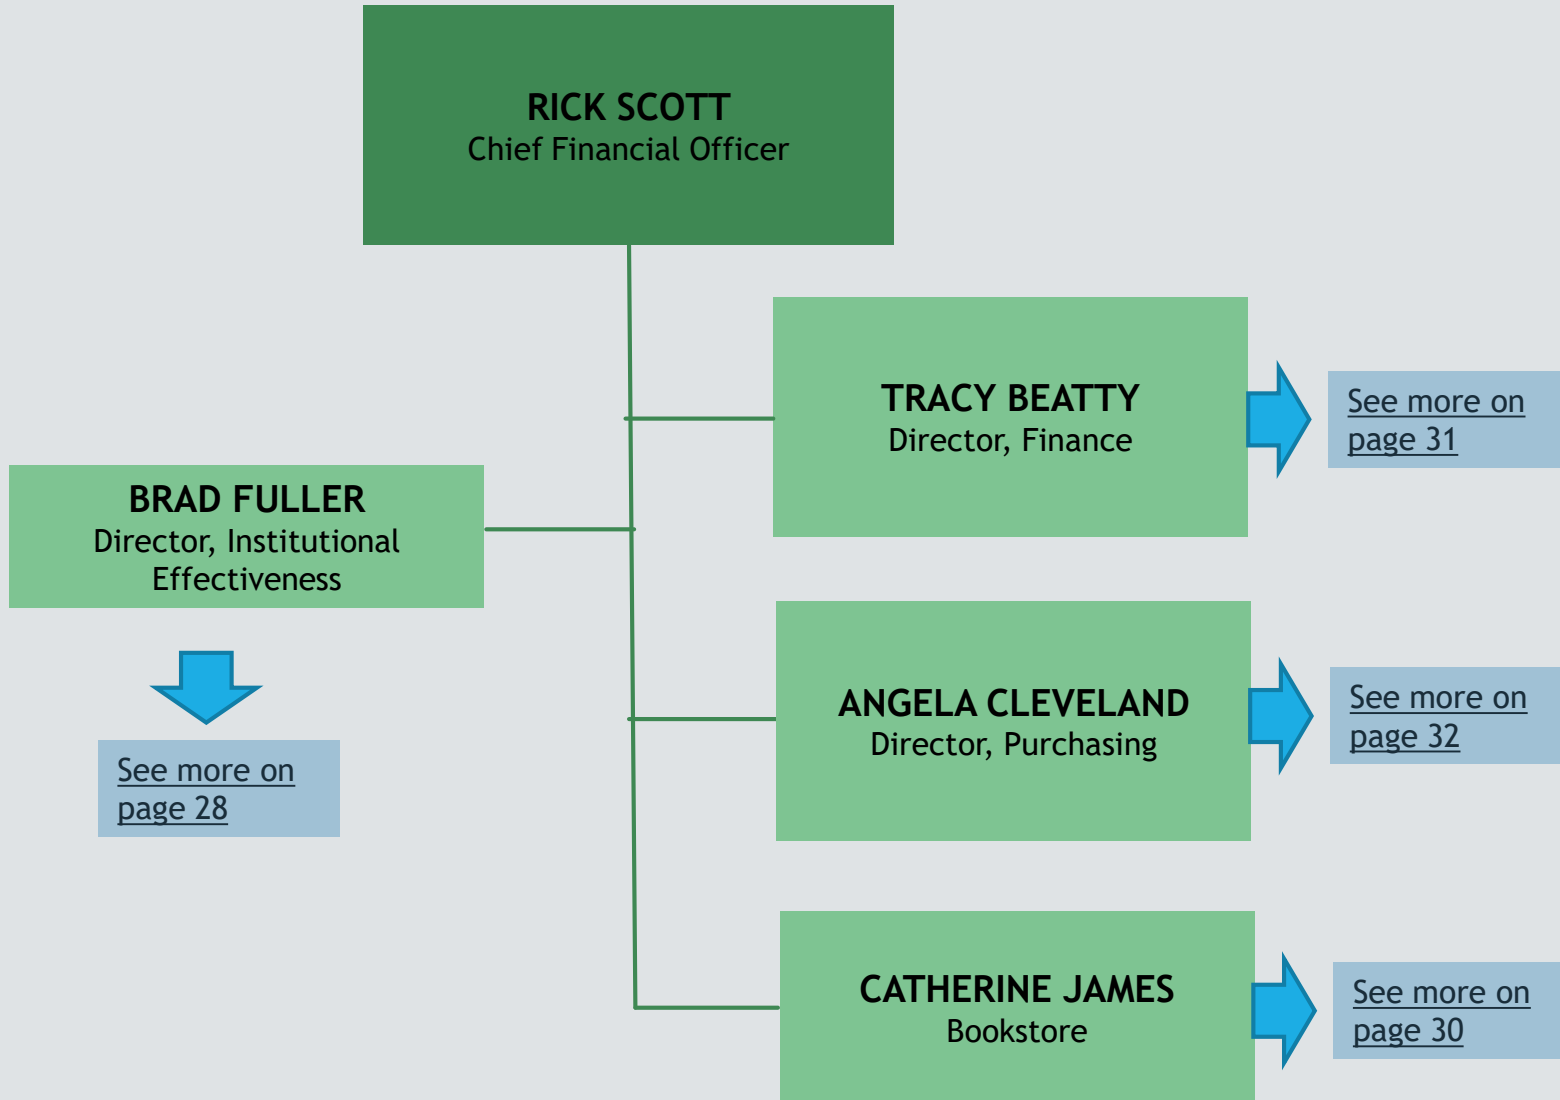 RICK SCOTT
Chief Financial Officer
TRACY BEATTY
Director, Finance
See more on
page 31
BRAD FULLER
Director, Institutional
Effectiveness
See more on
page 28
ANGELA CLEVELAND
Director, Purchasing
See more on
page 32
CATHERINE JAMES
Bookstore
See more on
page 30